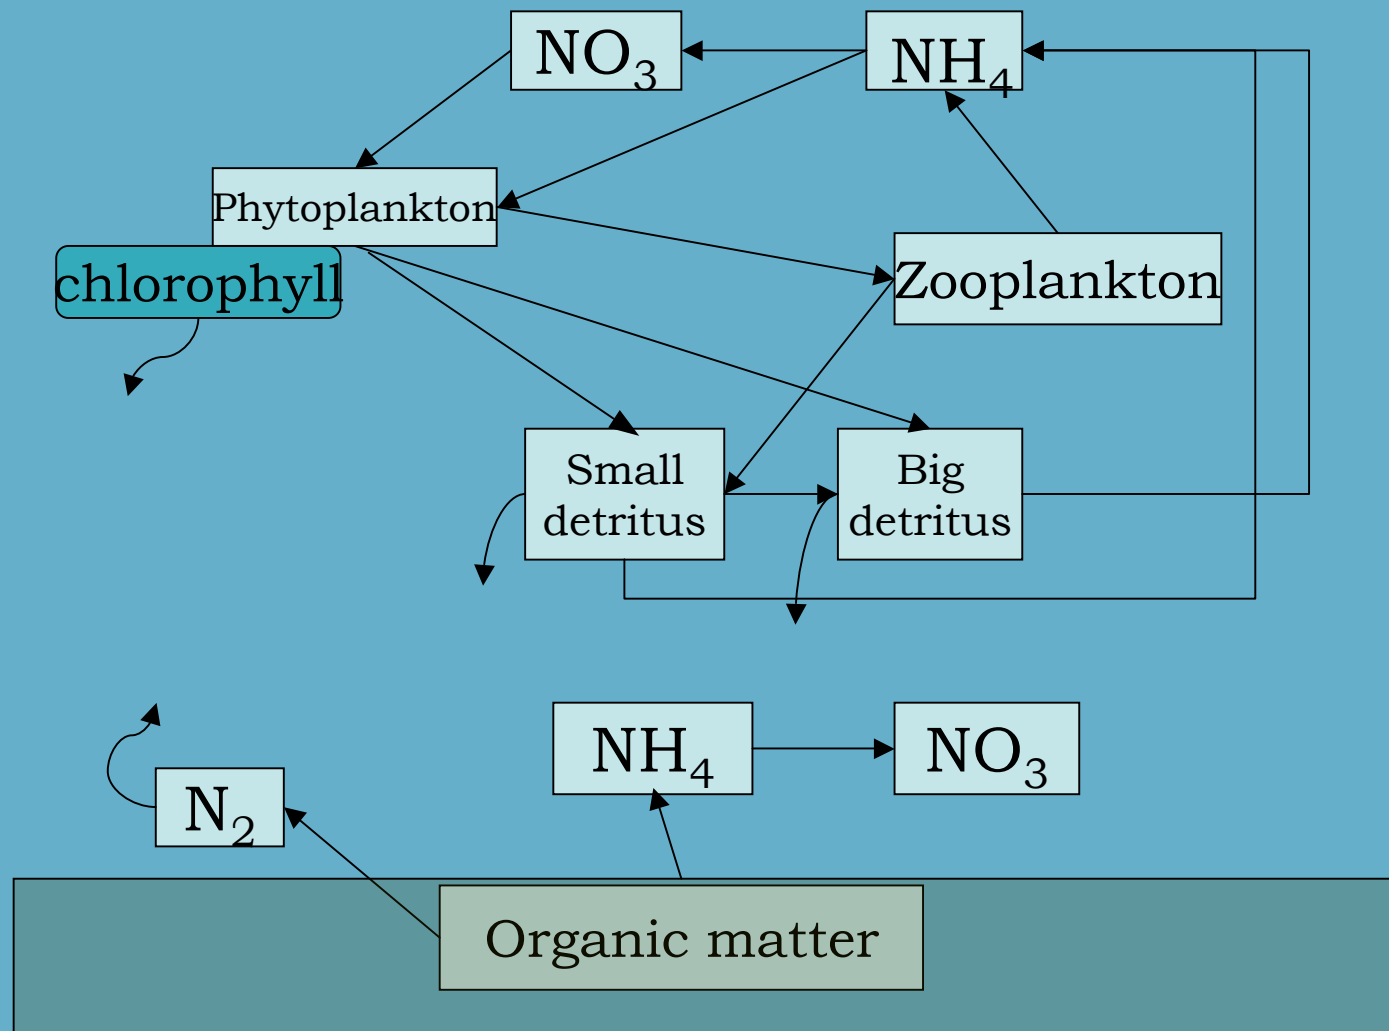 NO₃
NH₄
Phytoplankton
chlorophyll
Zooplankton
Small
detritus
Big
detritus
NH₄
NO₃
N₂
Organic matter